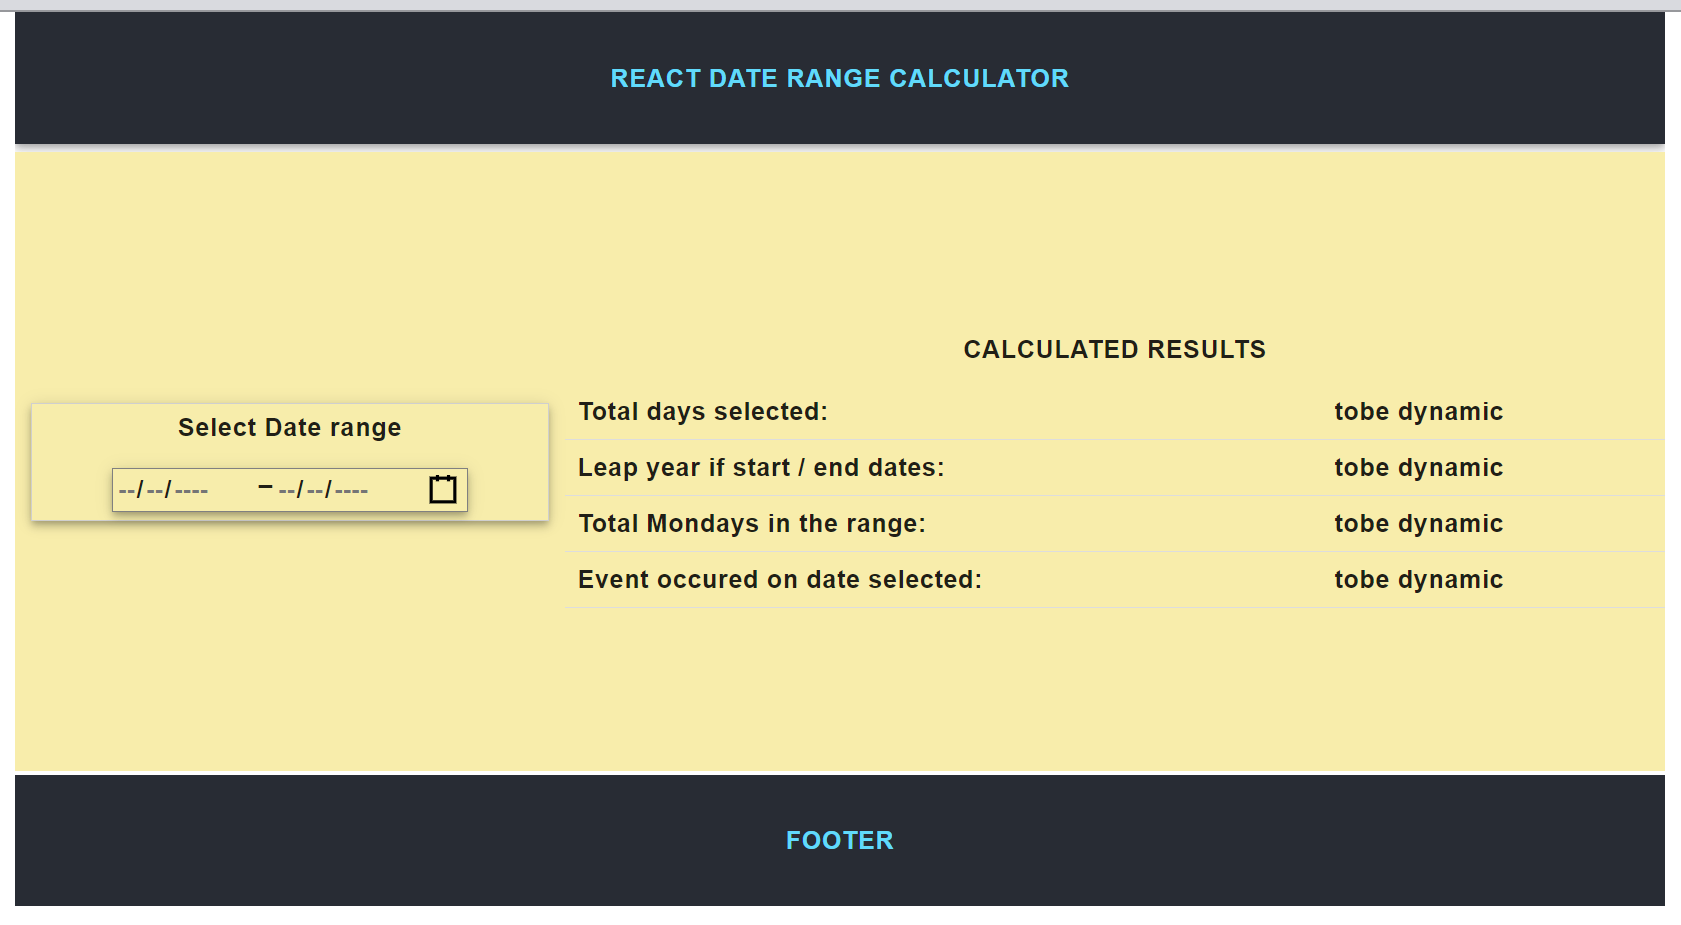 REACT DATE RANGE CALCULATOR
CALCULATED RESULTS
Select Date range
--/--/---- – --/--/----
Total days selected: tobe dynamic
Leap year if start / end dates: tobe dynamic
Total Mondays in the range: tobe dynamic
Event occured on date selected: tobe dynamic
FOOTER